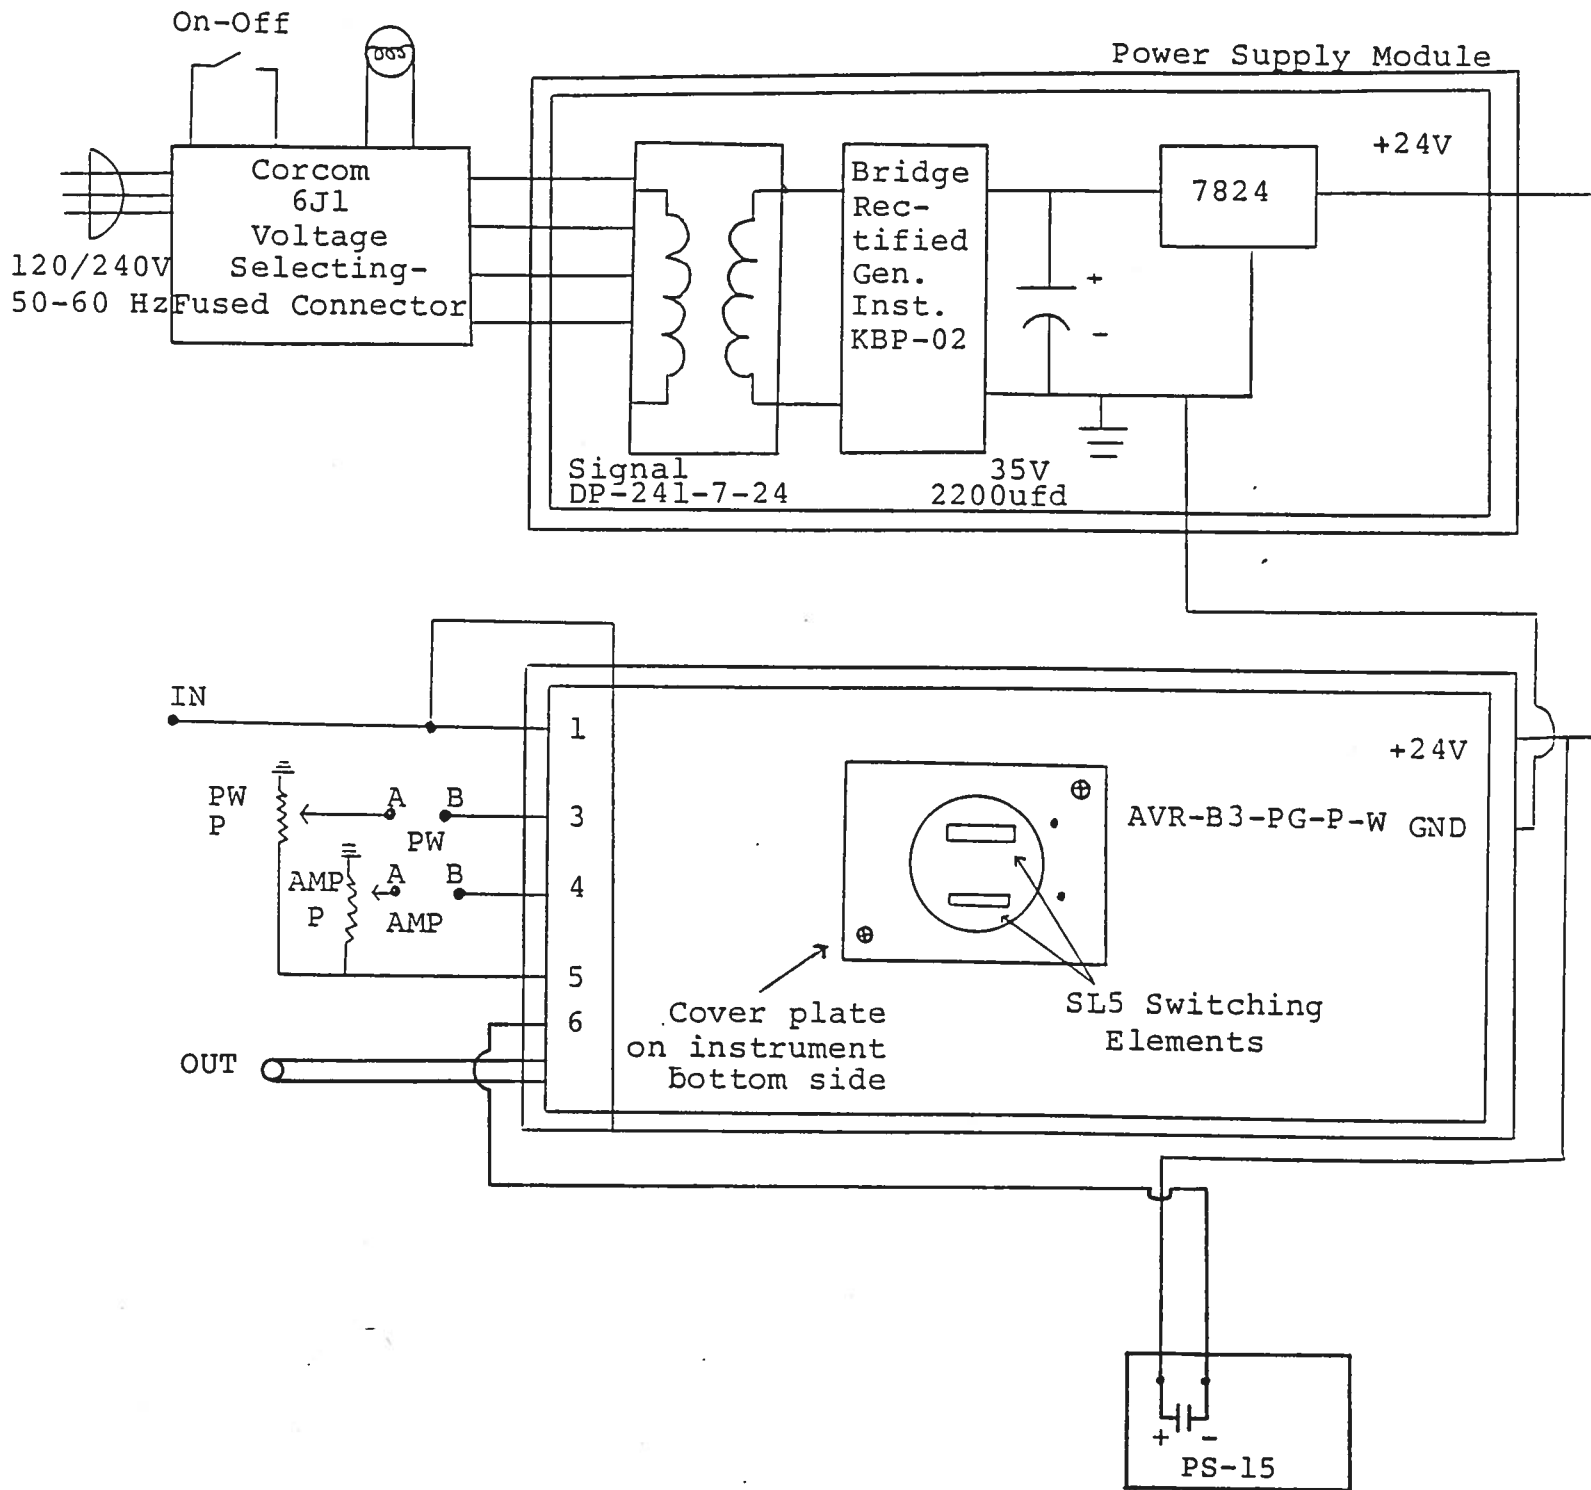 On-Off
Power Supply Module
Corcom
6J1
Voltage
Selecting-
Fused Connector
120/240V
50-60 Hz
Bridge
Rec-
tified
Gen.
Inst.
KBP-02
7824
+24V
+
-
Signal
DP-241-7-24
35V
2200ufd
IN
1
PW
P
A B
PW
3
AMP
P
A B
AMP
4
5
6
OUT
+24V
AVR-B3-PG-P-W GND
Cover plate
on instrument
bottom side
SL5 Switching
Elements
+ -
PS-15